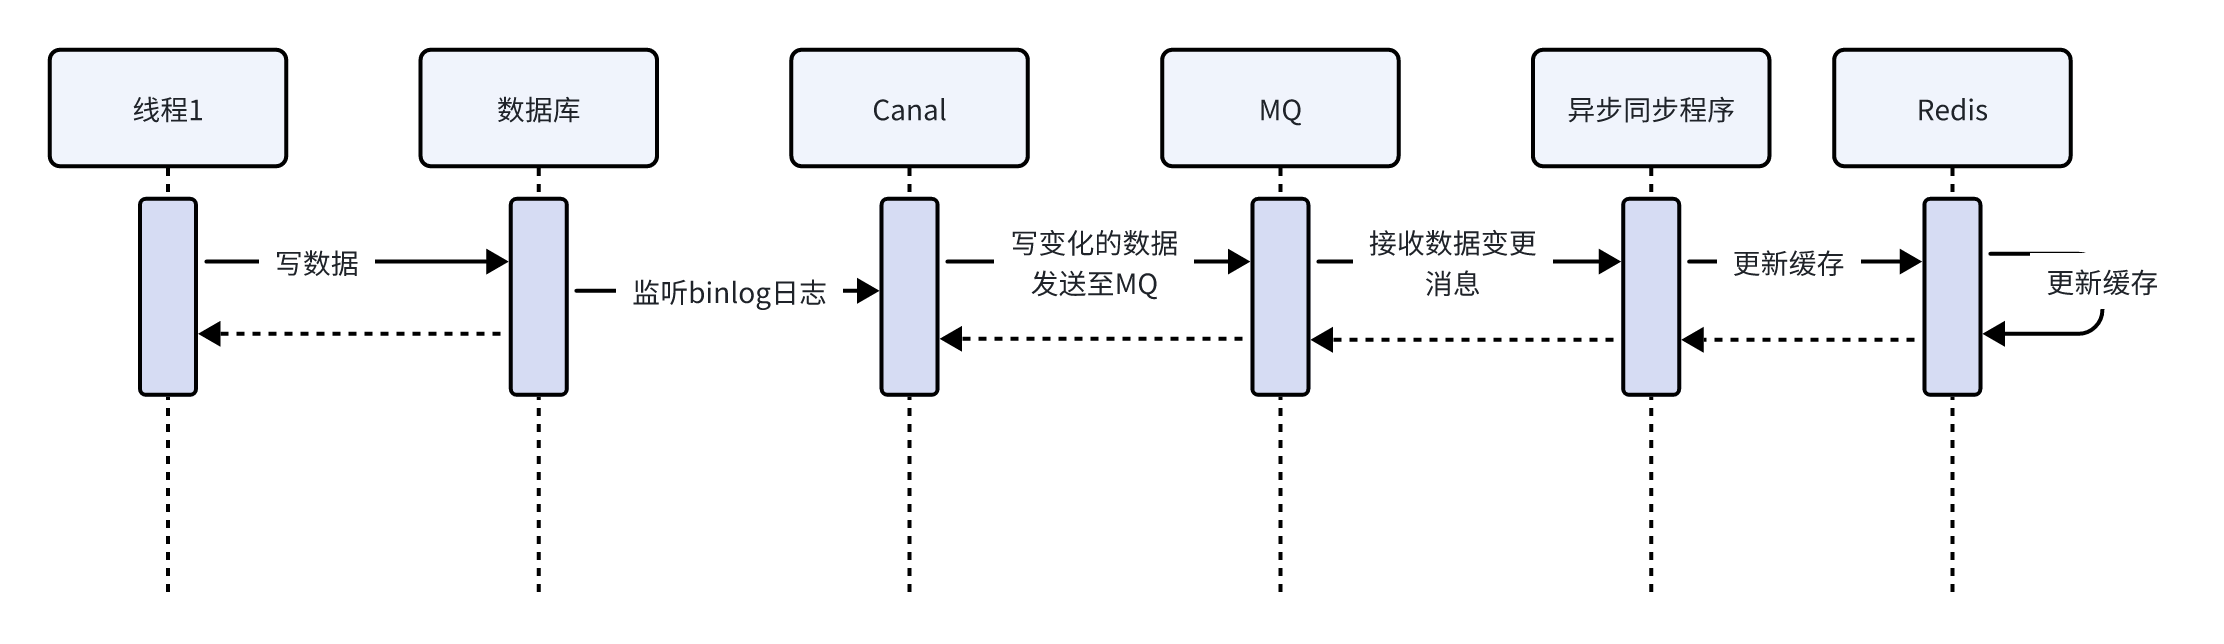 线程1
数据库
Canal
MQ
异步同步程序
Redis
写数据
监听binlog日志
写变化的数据
发送至MQ
接收数据变更
消息
更新缓存
更新缓存